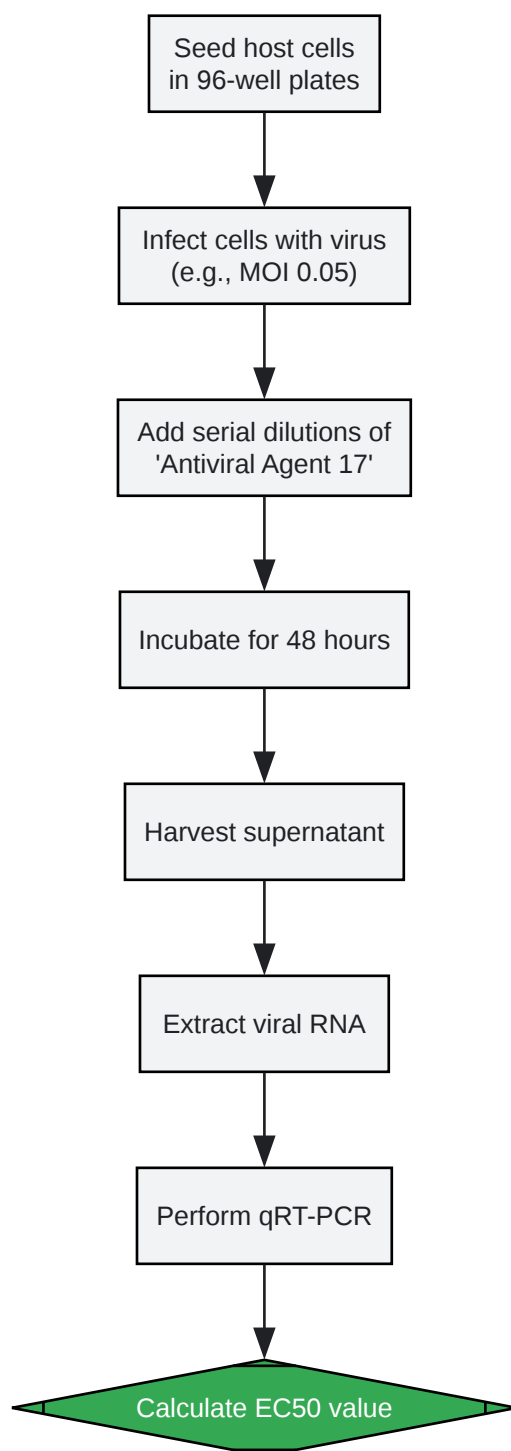 Seed host cells
in 96-well plates
Infect cells with virus
(e.g., MOI 0.05)
Add serial dilutions of
'Antiviral Agent 17'
Incubate for 48 hours
Harvest supernatant
Extract viral RNA
Perform qRT-PCR
Calculate EC50 value